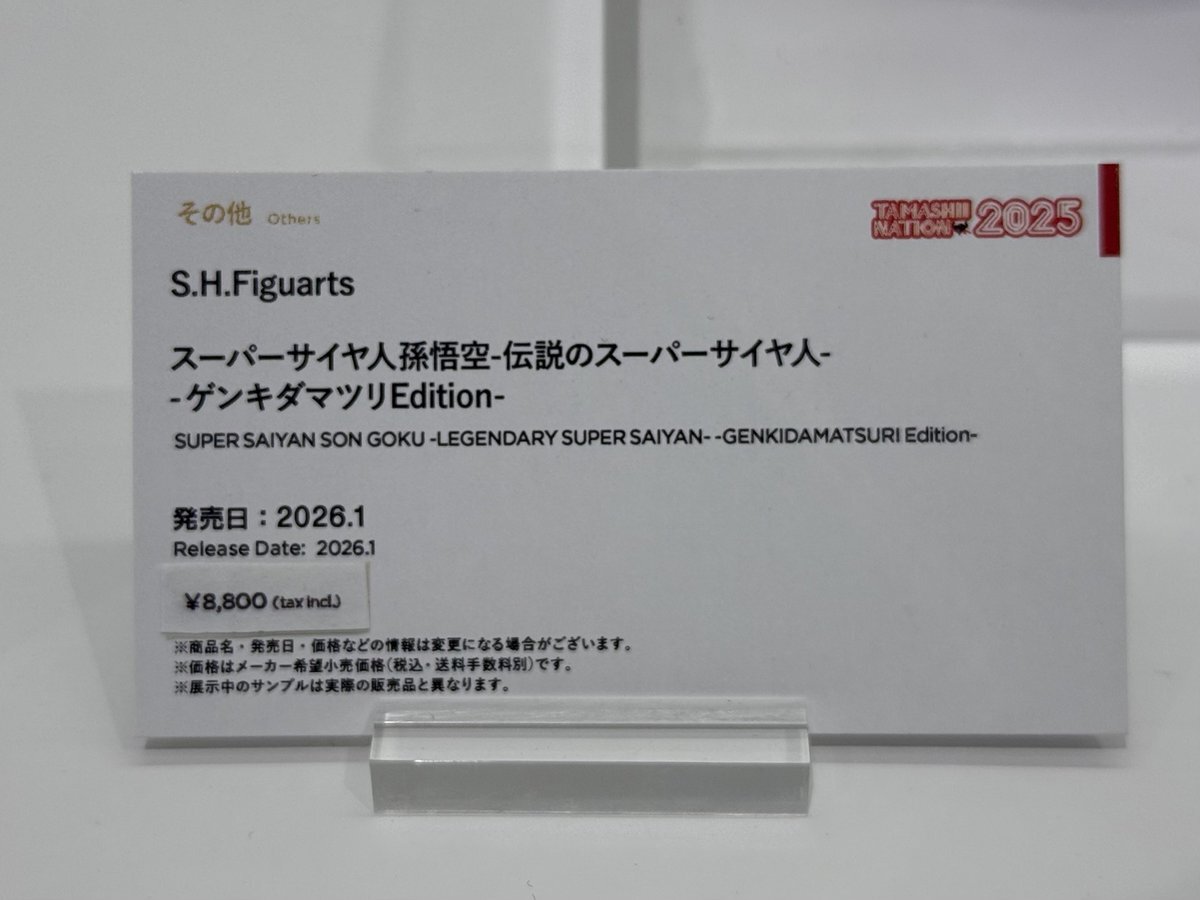 その他 Others
TAMASHII NATION 2025
S.H.Figuarts
スーパーサイヤ人孫悟空-伝説のスーパーサイヤ人-
-ゲンキダマツリEdition-
SUPER SAIYAN SON GOKU -LEGENDARY SUPER SAIYAN- -GENKIDAMATSURI Edition-
発売日：2026.1
Release Date: 2026.1
¥8,800 (tax incl.)
※商品名・発売日・価格などの情報は変更になる場合がございます。
※価格はメーカー希望小売価格(税込・送料手数料別)です。
※展示中のサンプルは実際の販売品と異なります。